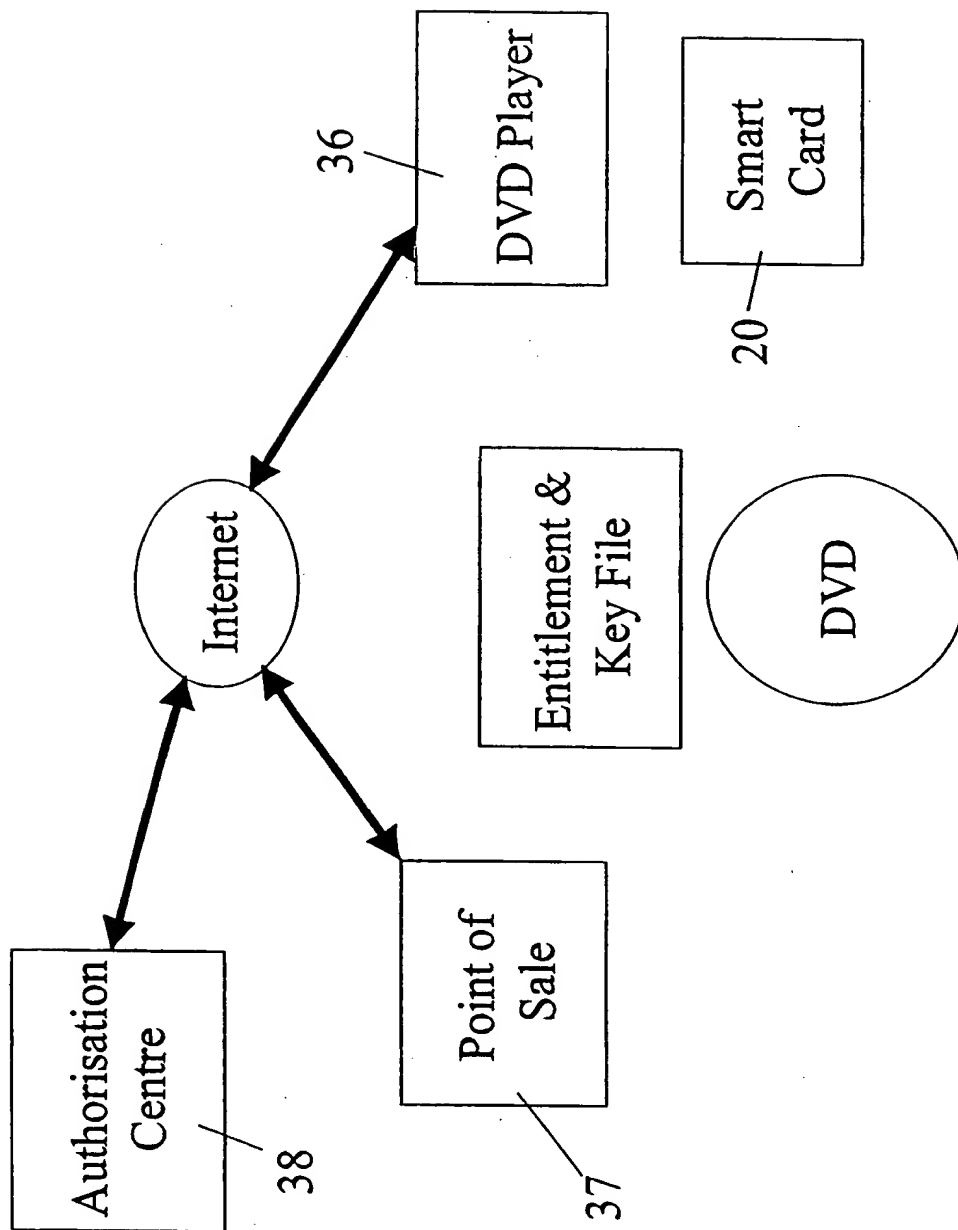 Authorisation
Centre
38
Internet
Point of
Sale
37
36
DVD Player
Entitlement &
Key File
DVD
Smart
Card
20